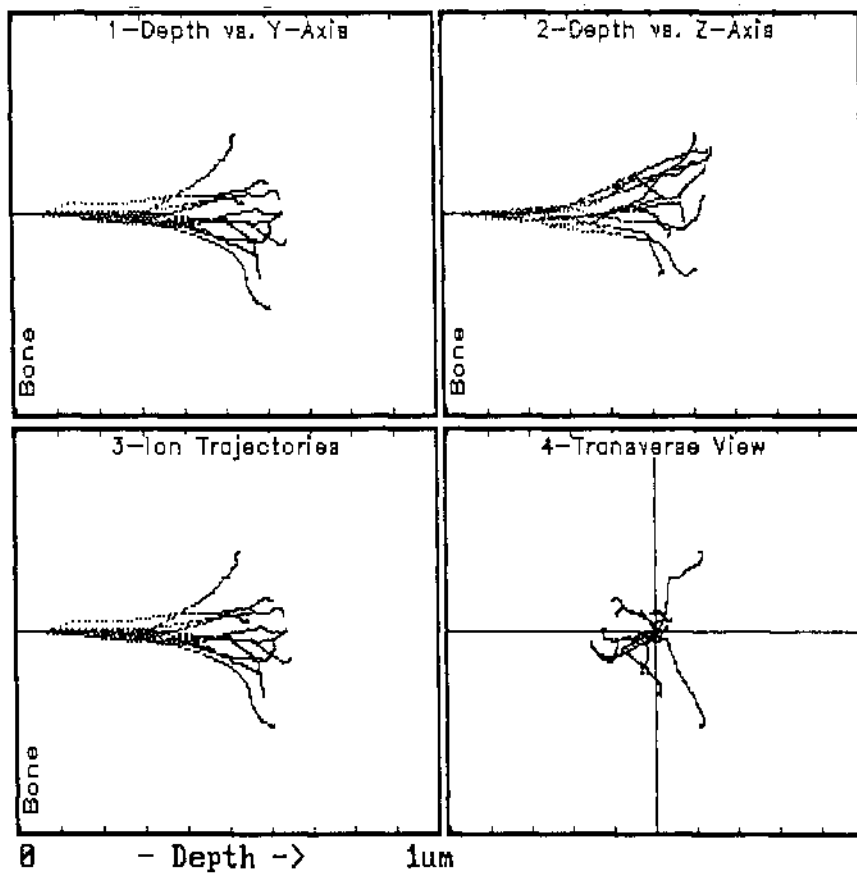 1-Depth vs. Y-Axis
2-Depth vs. Z-Axis
Bone
Bone
3-Ion Trajectories
4-Transverse View
Bone
0 - Depth -> 1um